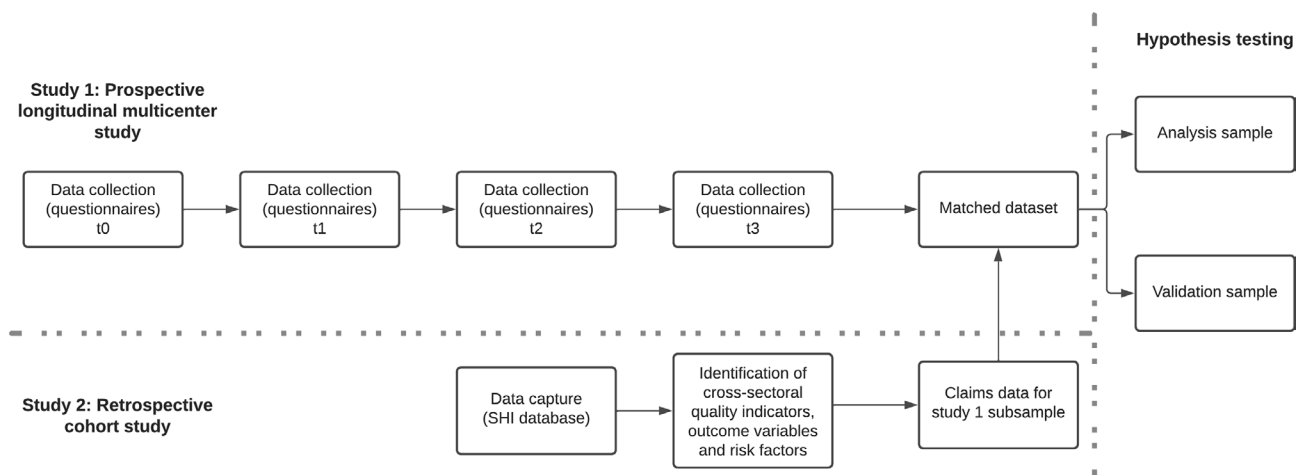 Hypothesis testing
Study 1: Prospective
longitudinal multicenter
study
Analysis sample
Data collection
(questionnaires)
t0
Data collection
(questionnaires)
t1
Data collection
(questionnaires)
t2
Data collection
(questionnaires)
t3
Matched dataset
Validation sample
Study 2: Retrospective
cohort study
Data capture
(SHI database)
Identification of
cross-sectoral
quality indicators,
outcome variables
and risk factors
Claims data for
study 1 subsample